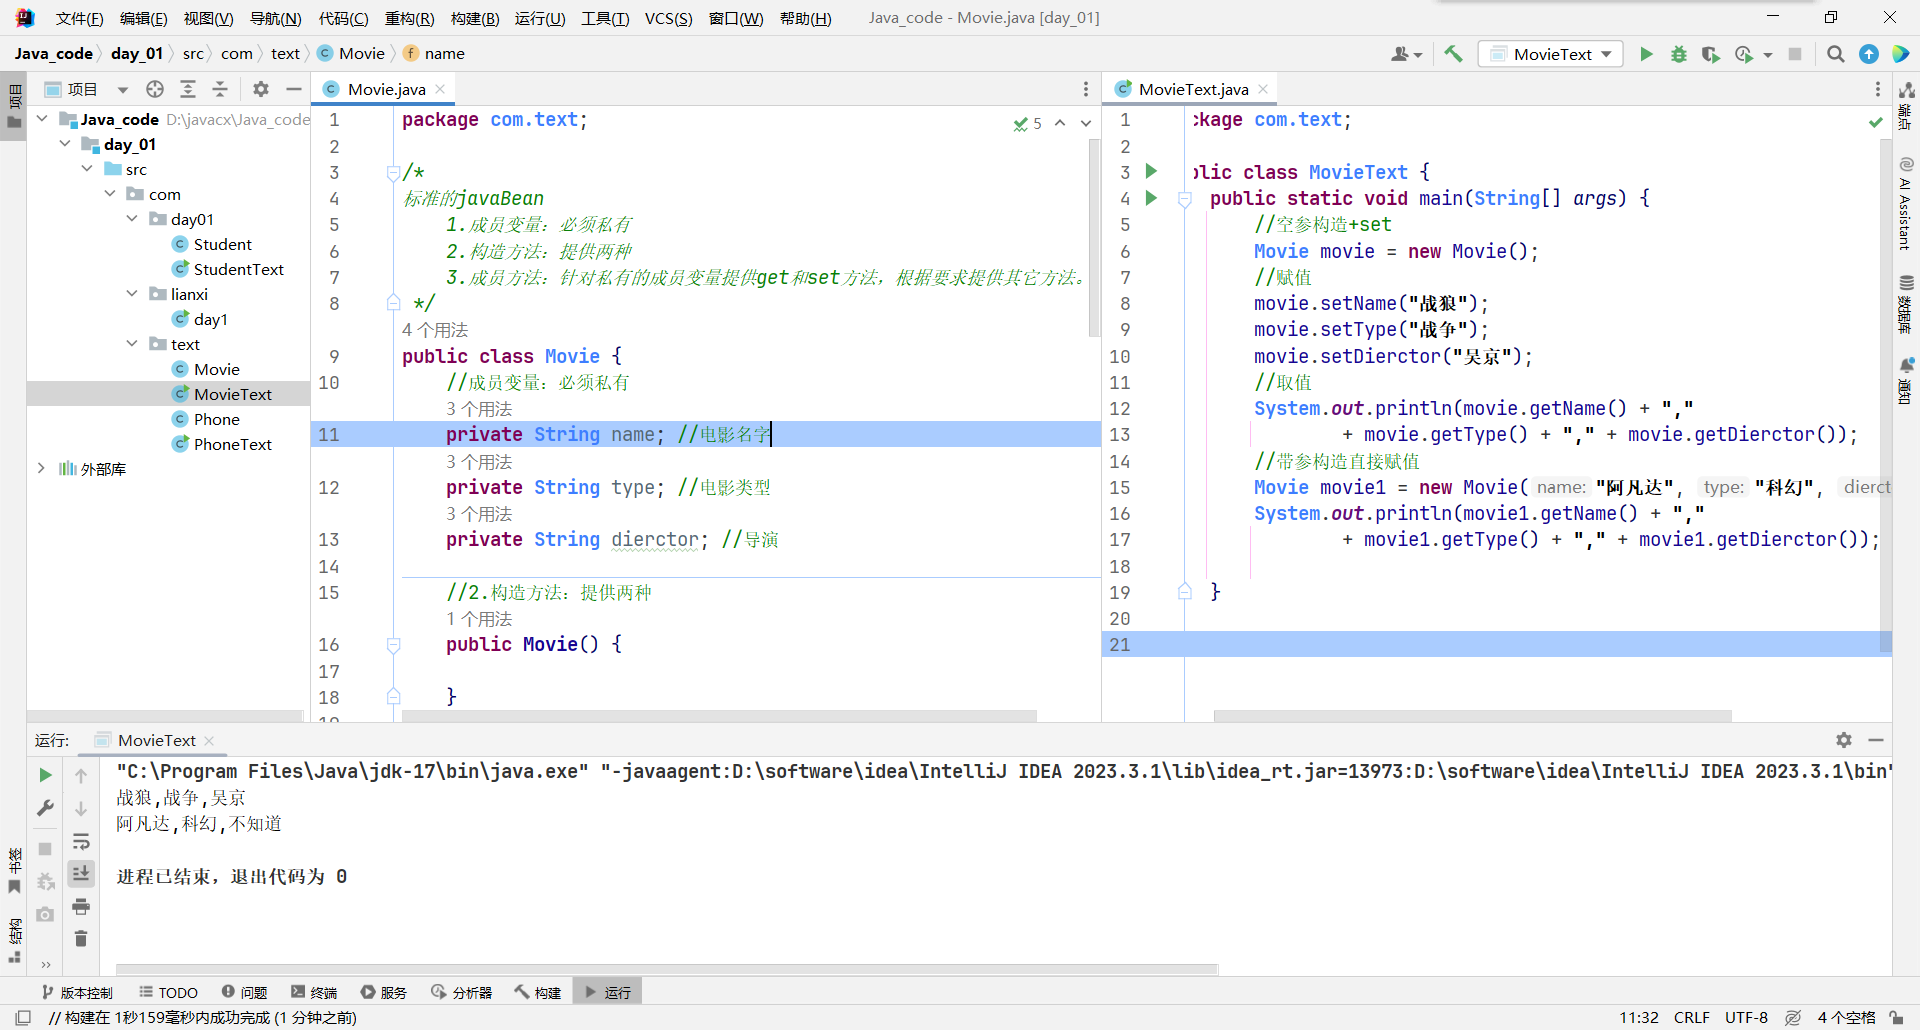 文件(F) 编辑(E) 视图(V) 导航(N) 代码(C) 重构(R) 构建(B) 运行(U) 工具(T) VCS(S) 窗口(W) 帮助(H) Java_code - Movie.java [day_01]
Java_code day_01 src com text Movie name MovieText
项目
Java_code D:\javacx\Java_code
day_01
src
com
day01
Student
StudentText
lianxi
day1
text
Movie
MovieText
Phone
PhoneText
外部库
Movie.java
5
1 package com.text;
2
3 /*
4 标准的javaBean
5 1.成员变量：必须私有
6 2.构造方法：提供两种
7 3.成员方法：针对私有的成员变量提供get和set方法，根据要求提供其它方法。
8 */
4 个用法
9 public class Movie {
10 //成员变量：必须私有
3 个用法
11 private String name; //电影名字
3 个用法
12 private String type; //电影类型
3 个用法
13 private String dierctor; //导演
14
15 //2.构造方法：提供两种
1 个用法
16 public Movie() {
17
18 }
MovieText.java
1 ckage com.text;
2
3 blic class MovieText {
4 public static void main(String[] args) {
5 //空参构造+set
6 Movie movie = new Movie();
7 //赋值
8 movie.setName("战狼");
9 movie.setType("战争");
10 movie.setDierctor("吴京");
11 //取值
12 System.out.println(movie.getName() + ","
13 + movie.getType() + "," + movie.getDierctor());
14 //带参构造直接赋值
15 Movie movie1 = new Movie( name: "阿凡达", type: "科幻", dierct
16 System.out.println(movie1.getName() + ","
17 + movie1.getType() + "," + movie1.getDierctor());
18
19 }
20
21
项目
书签
结构
端点
AI Assistant
数据库
通知
运行: MovieText
"C:\Program Files\Java\jdk-17\bin\java.exe" "-javaagent:D:\software\idea\IntelliJ IDEA 2023.3.1\lib\idea_rt.jar=13973:D:\software\idea\IntelliJ IDEA 2023.3.1\bin"
战狼,战争,吴京
阿凡达,科幻,不知道
进程已结束，退出代码为 0
版本控制 TODO 问题 终端 服务 分析器 构建 运行
// 构建在 1秒159毫秒内成功完成 (1 分钟之前) 11:32 CRLF UTF-8 4 个空格